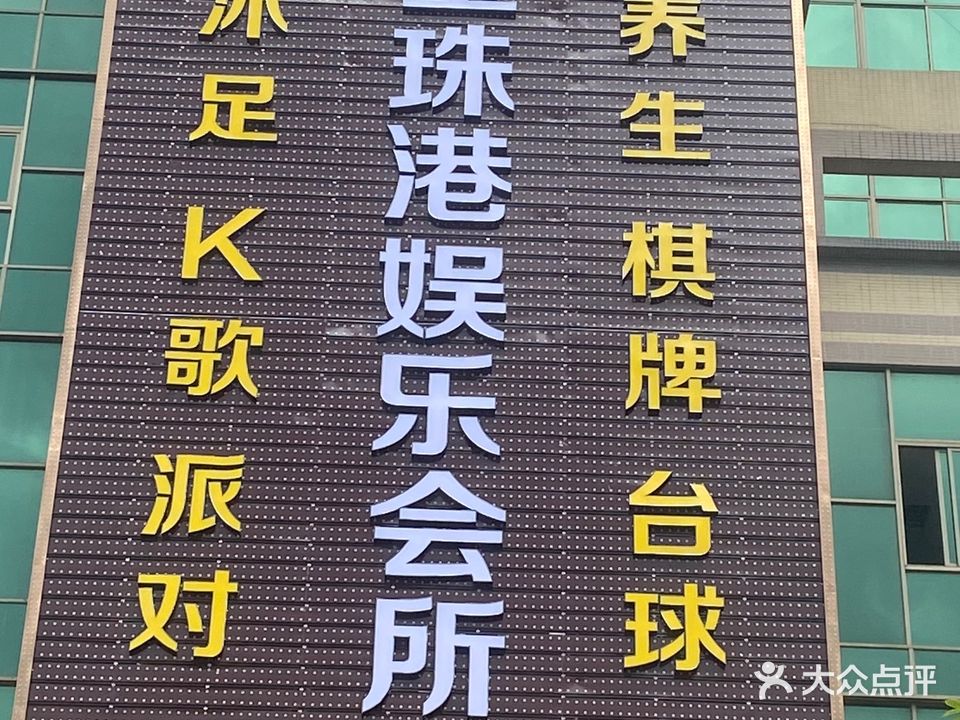 沐足K歌派对
珠港娱乐会所
养生棋牌台球
大众点评